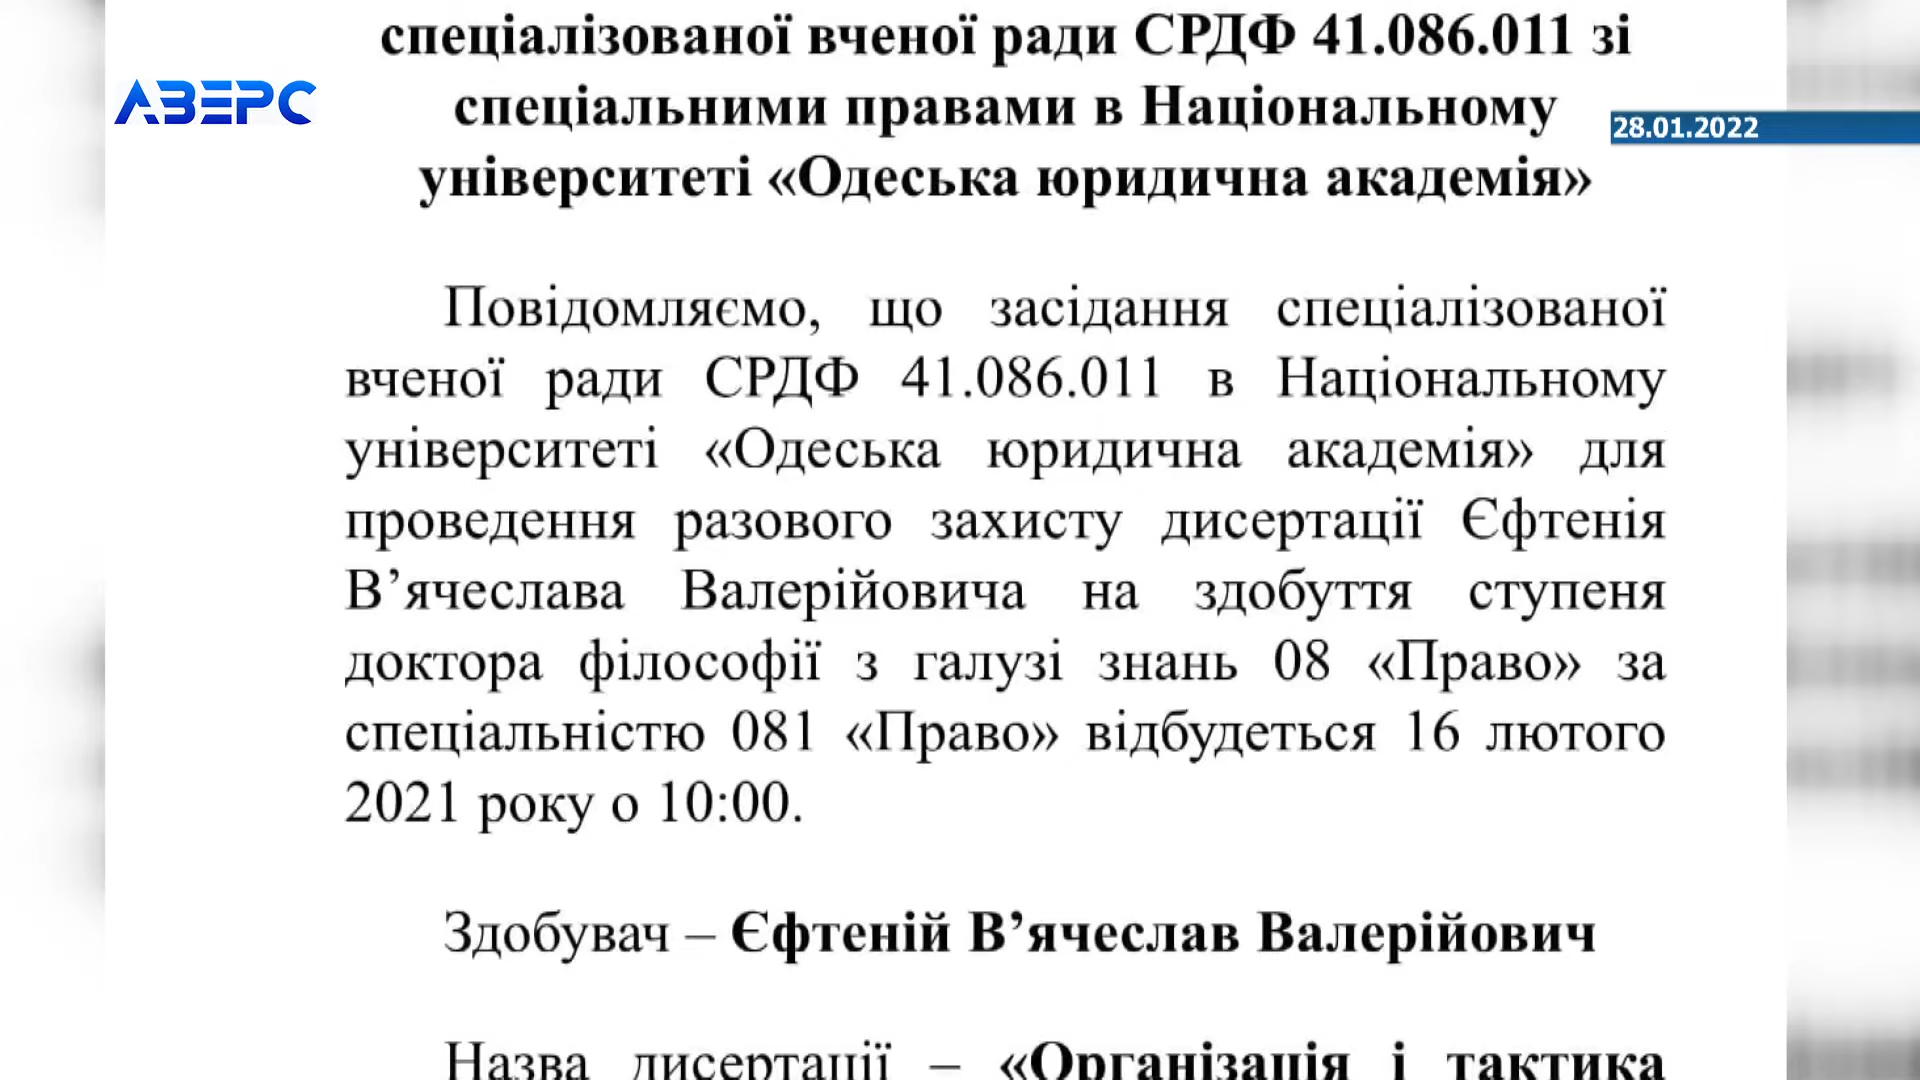 спеціалізованої вченої ради СРДФ 41.086.011 зі
АВЕРС
спеціальними правами в Національному
28.01.2022
університеті «Одеська юридична академія»
Повідомляємо, що засідання спеціалізованої
вченої ради СРДФ 41.086.011 в Національному
університеті «Одеська юридична академія» для
проведення разового захисту дисертації Єфтенія
В’ячеслава Валерійовича на здобуття ступеня
доктора філософії з галузі знань 08 «Право» за
спеціальністю 081 «Право» відбудеться 16 лютого
2021 року о 10:00.
Здобувач – Єфтеній В’ячеслав Валерійович
Назва дисертації – «Організація і тактика